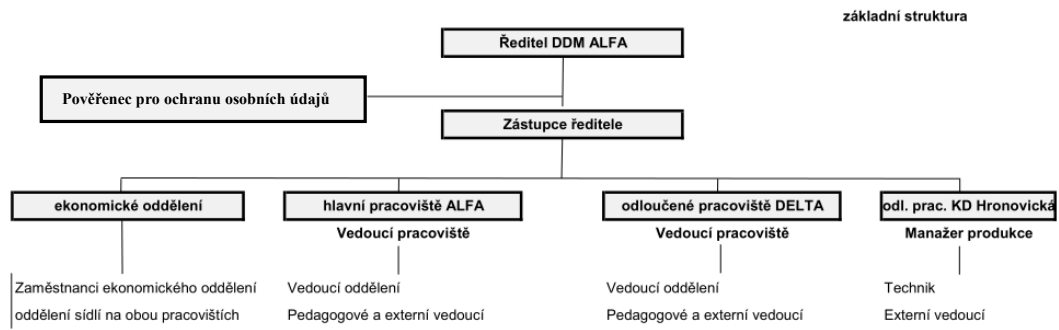 základní struktura
Ředitel DDM ALFA
Pověřenec pro ochranu osobních údajů
Zástupce ředitele
ekonomické oddělení
hlavní pracoviště ALFA
odloučené pracoviště DELTA
odl. prac. KD Hronovická
Vedoucí pracoviště
Vedoucí pracoviště
Manažer produkce
Zaměstnanci ekonomického oddělení
Vedoucí oddělení
Vedoucí oddělení
Technik
oddělení sídlí na obou pracovištích
Pedagogové a externí vedoucí
Pedagogové a externí vedoucí
Externí vedoucí